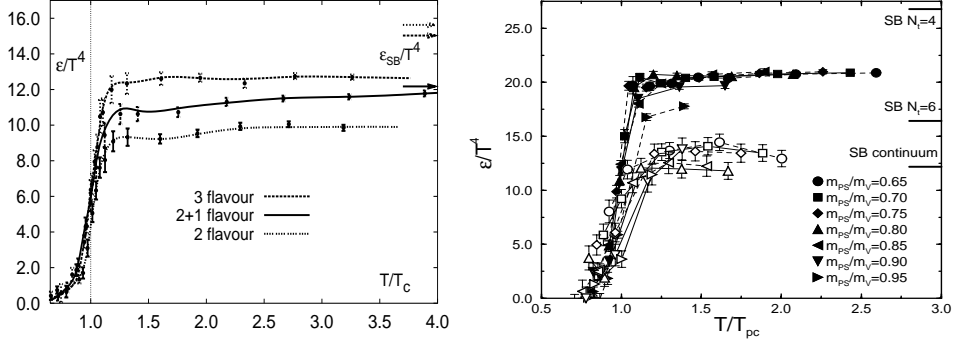 16.0
14.0
12.0
10.0
8.0
6.0
4.0
2.0
0.0
ε/T⁴
ε_SB/T⁴
3 flavour
2+1 flavour
2 flavour
T/T_c
1.0 1.5 2.0 2.5 3.0 3.5 4.0
25.0
20.0
15.0
10.0
5.0
0.0
ε/T⁴
SB N_t=4
SB N_t=6
SB continuum
m_PS/m_V=0.65
m_PS/m_V=0.70
m_PS/m_V=0.75
m_PS/m_V=0.80
m_PS/m_V=0.85
m_PS/m_V=0.90
m_PS/m_V=0.95
0.5 1.0 1.5 2.0 2.5 3.0
T/T_pc